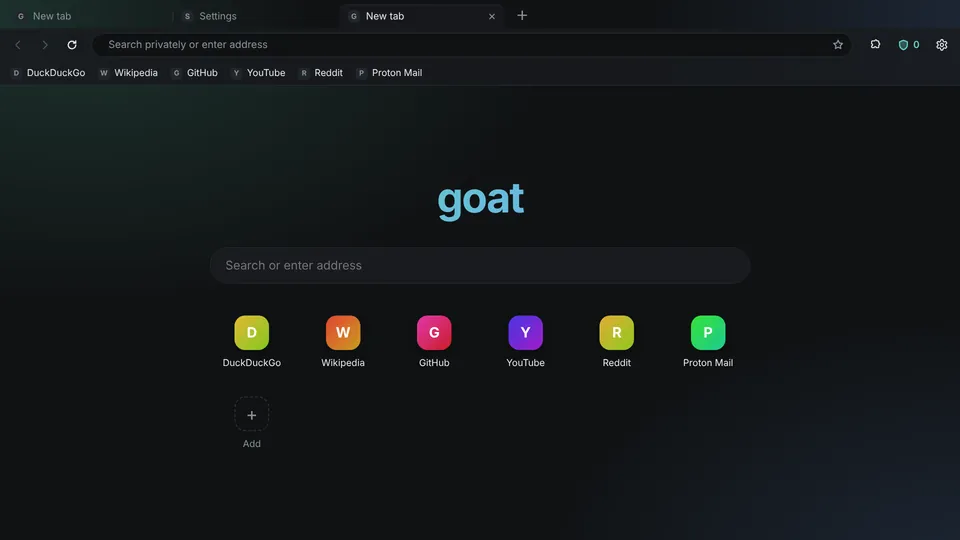 G New tab
S Settings
G New tab
Search privately or enter address
0
D DuckDuckGo
W Wikipedia
G GitHub
Y YouTube
R Reddit
P Proton Mail
goat
Search or enter address
D
W
G
Y
R
P
DuckDuckGo
Wikipedia
GitHub
YouTube
Reddit
Proton Mail
+
Add